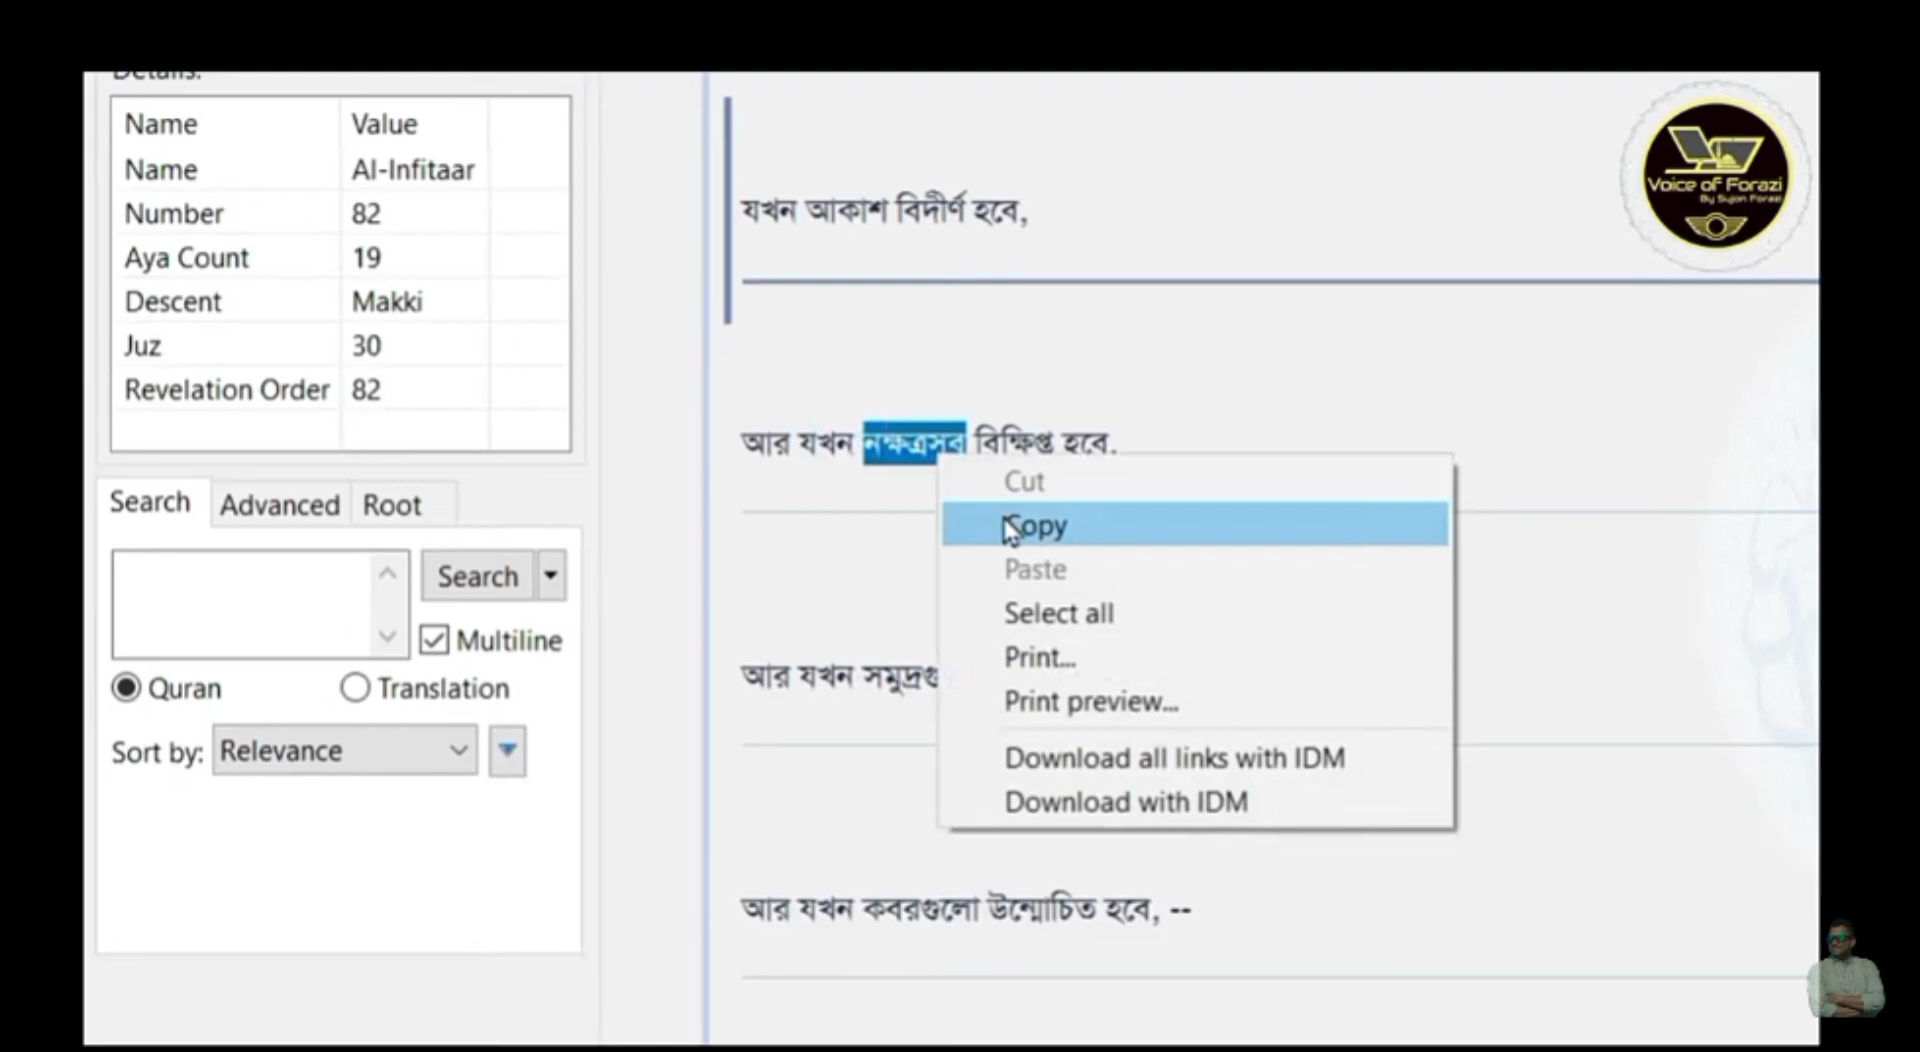 Details:
Name Value
Name Al-Infitaar
Number 82
Aya Count 19
Descent Makki
Juz 30
Revelation Order 82
Search Advanced Root
Search
Multiline
Quran Translation
Sort by: Relevance
যখন আকাশ বিদীর্ণ হবে,
আর যখন নক্ষত্রসব বিক্ষিপ্ত হবে,
Cut
Copy
Paste
Select all
Print...
Print preview...
Download all links with IDM
Download with IDM
আর যখন
আর যখন কবরগুলো উন্মোচিত হবে, --
Voice of Forazi
By Sujon Forazi